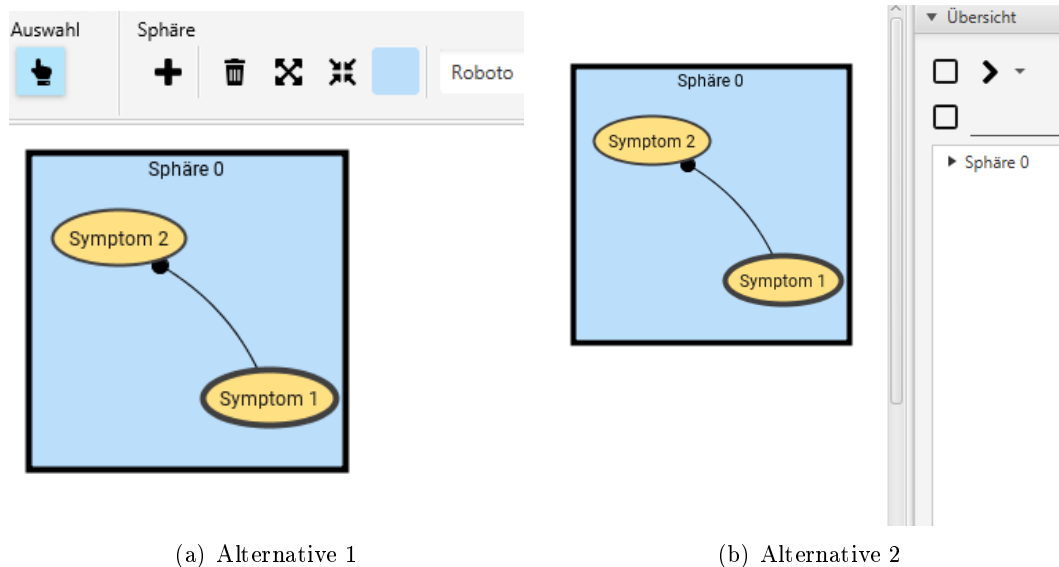 Auswahl
Sphäre
Roboto
Sphäre 0
Symptom 2
Symptom 1
(a) Alternative 1
Übersicht
Sphäre 0
Symptom 2
Symptom 1
Sphäre 0
(b) Alternative 2